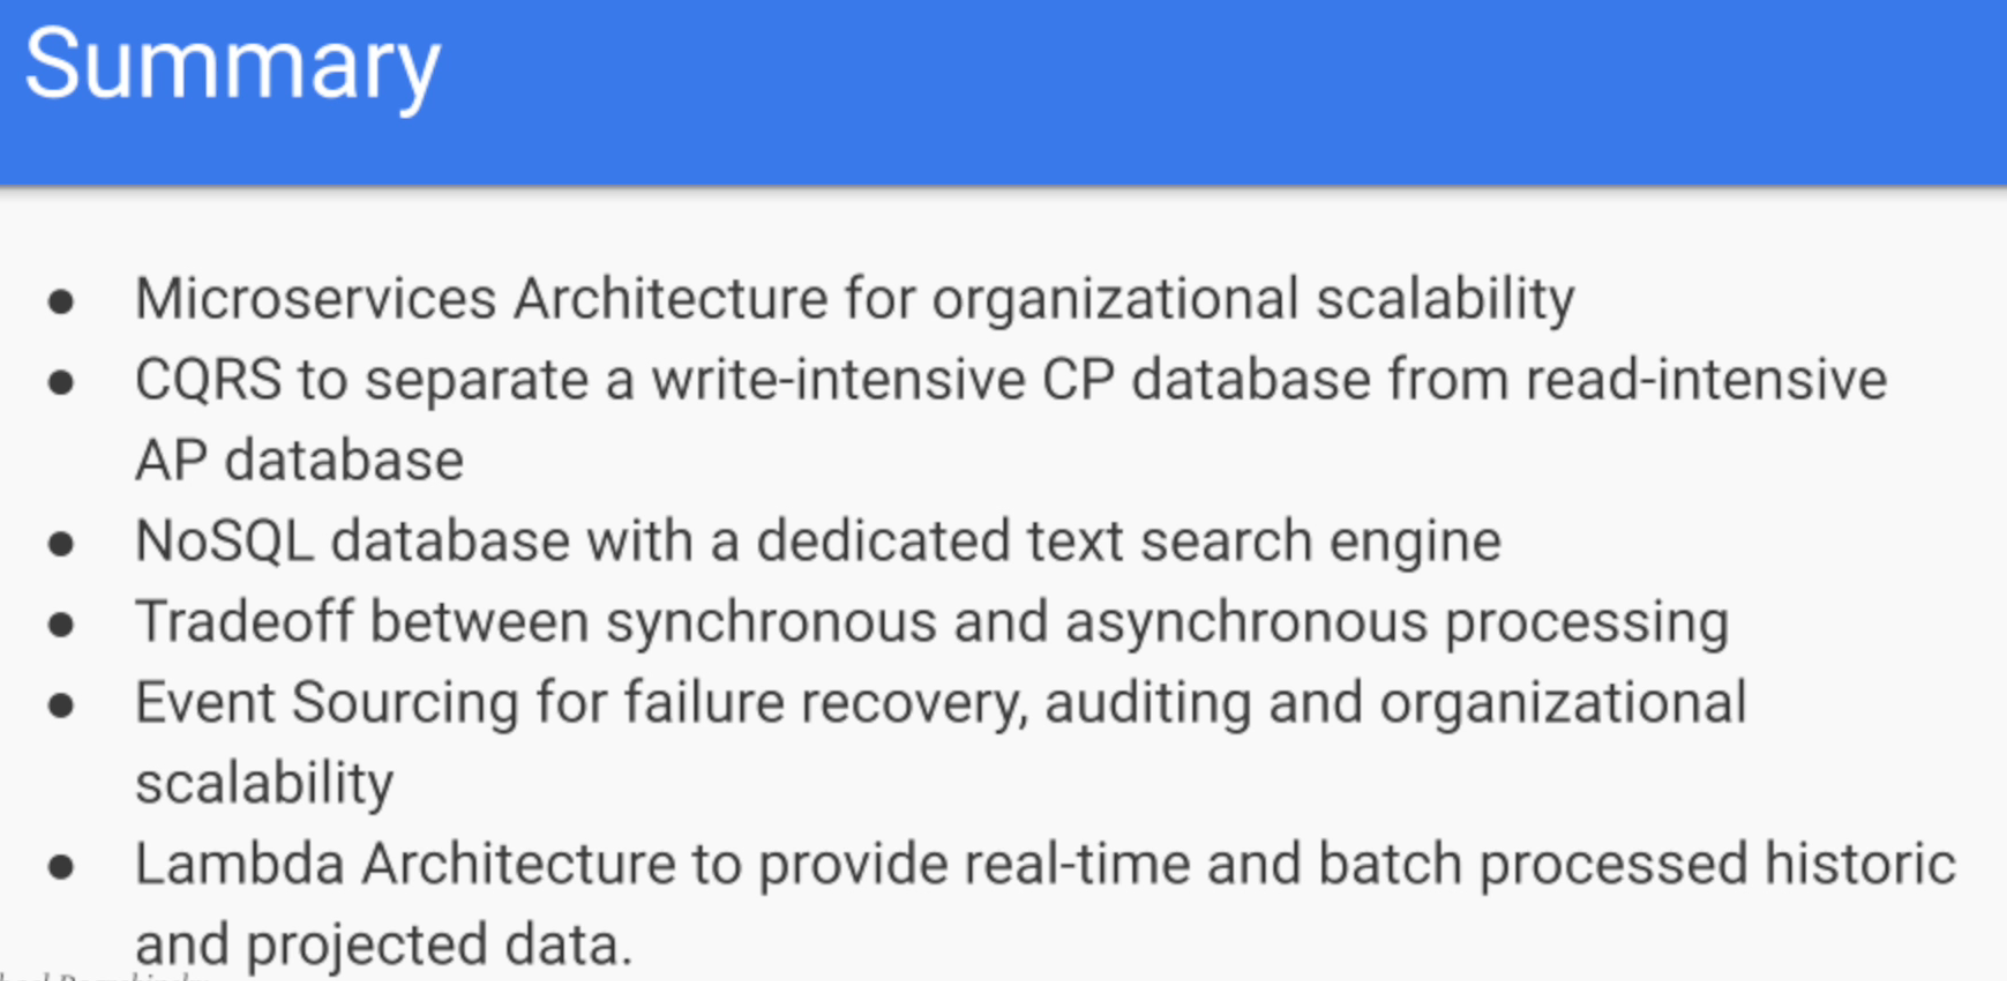 Summary
● Microservices Architecture for organizational scalability
● CQRS to separate a write-intensive CP database from read-intensive
AP database
● NoSQL database with a dedicated text search engine
● Tradeoff between synchronous and asynchronous processing
● Event Sourcing for failure recovery, auditing and organizational
scalability
● Lambda Architecture to provide real-time and batch processed historic
and projected data.